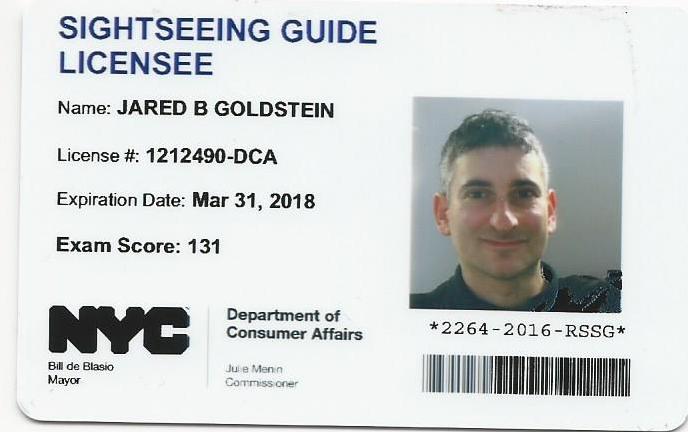 SIGHTSEEING GUIDE
LICENSEE
Name: JARED B GOLDSTEIN
License #: 1212490-DCA
Expiration Date: Mar 31, 2018
Exam Score: 131
*2264-2016-RSSG*
NYC
Department of
Consumer Affairs
Bill de Blasio
Mayor
Julie Menin
Commissioner